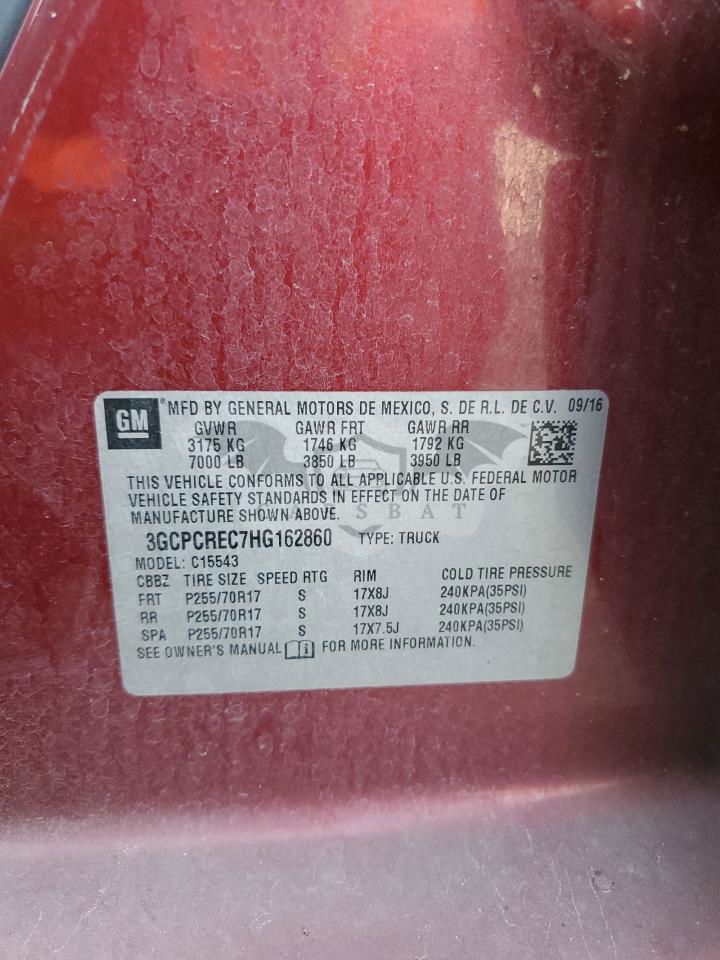 GM ® MFD BY GENERAL MOTORS DE MEXICO, S. DE R.L. DE C.V. 09/16
GVWR GAWR FRT GAWR RR
3175 KG 1746 KG 1792 KG
7000 LB 3850 LB 3950 LB
THIS VEHICLE CONFORMS TO ALL APPLICABLE U.S. FEDERAL MOTOR
VEHICLE SAFETY STANDARDS IN EFFECT ON THE DATE OF
MANUFACTURE SHOWN ABOVE.
SBAT
3GCPCREC7HG162860 TYPE: TRUCK
MODEL: C15543
CBBZ TIRE SIZE SPEED RTG RIM COLD TIRE PRESSURE
FRT P255/70R17 S 17X8J 240KPA(35PSI)
RR P255/70R17 S 17X8J 240KPA(35PSI)
SPA P255/70R17 S 17X7.5J 240KPA(35PSI)
SEE OWNER'S MANUAL FOR MORE INFORMATION.